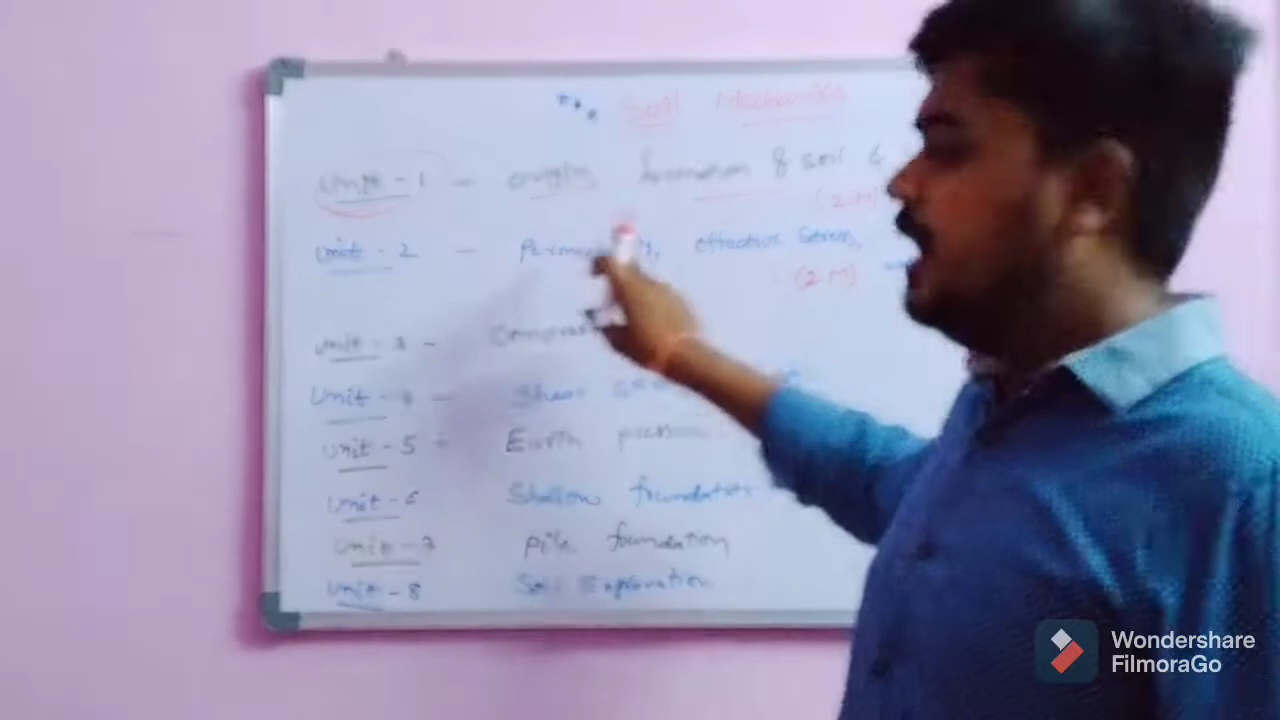 Soil Mechanics
Unit - 1 - origin, formation & soil &
(2M)
Unit - 2 - effective stress,
(2M)
Unit - 3 -
Unit - 4 - Shear
Unit - 5 - Earth pressure
Unit - 6 Shallow foundation
Unit - 7 Pile foundation
Unit - 8 Soil
Wondershare
FilmoraGo